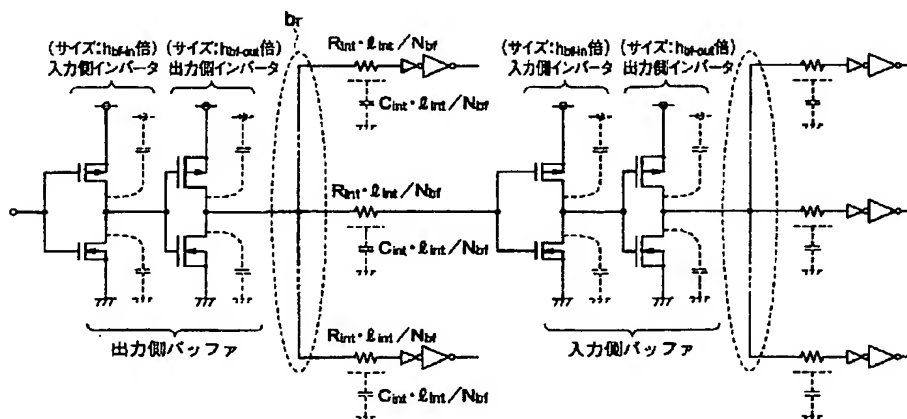 br
(サイズ:hbf-in倍) (サイズ:hbf-out倍)
入力側インバータ 出力側インバータ
Rint・ℓint/Nbf
Cint・ℓint/Nbf
(サイズ:hbf-in倍) (サイズ:hbf-out倍)
入力側インバータ 出力側インバータ
Rint・ℓint/Nbf
Cint・ℓint/Nbf
出力側バッファ
Rint・ℓint/Nbf
Cint・ℓint/Nbf
入力側バッファ